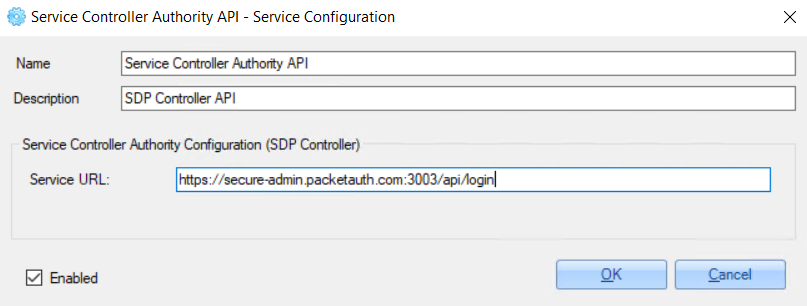 Service Controller Authority API - Service Configuration
Name
Service Controller Authority API
Description
SDP Controller API
Service Controller Authority Configuration (SDP Controller)
Service URL:
https://secure-admin.packetauth.com:3003/api/login
Enabled
OK
Cancel